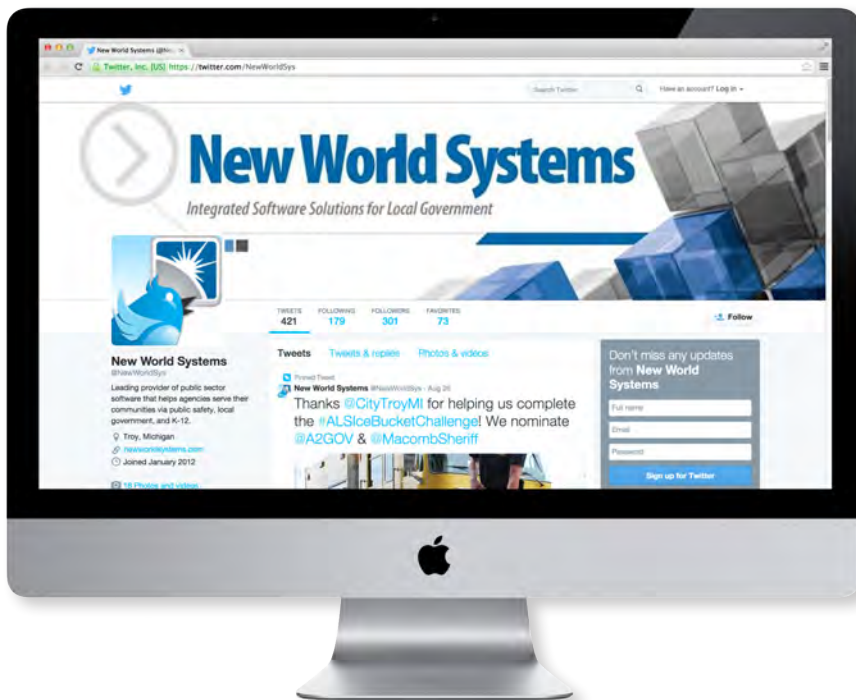 New World Systems (@Ne
Twitter, Inc. [US] https://twitter.com/NewWorldSys
Search Twitter
Have an account? Log in
New World Systems
Integrated Software Solutions for Local Government
TWEETS FOLLOWING FOLLOWERS FAVORITES
421 179 301 73
Follow
New World Systems
@NewWorldSys
Leading provider of public sector
software that helps agencies serve their
communities via public safety, local
government, and K-12.
Troy, Michigan
newworldsystems.com
Joined January 2012
18 Photos and videos
Tweets Tweets & replies Photos & videos
Pinned Tweet
New World Systems @NewWorldSys · Aug 26
Thanks @CityTroyMI for helping us complete
the #ALSIceBucketChallenge! We nominate
@A2GOV & @MacombSheriff
Don't miss any updates
from New World
Systems
Full name
Email
Password
Sign up for Twitter